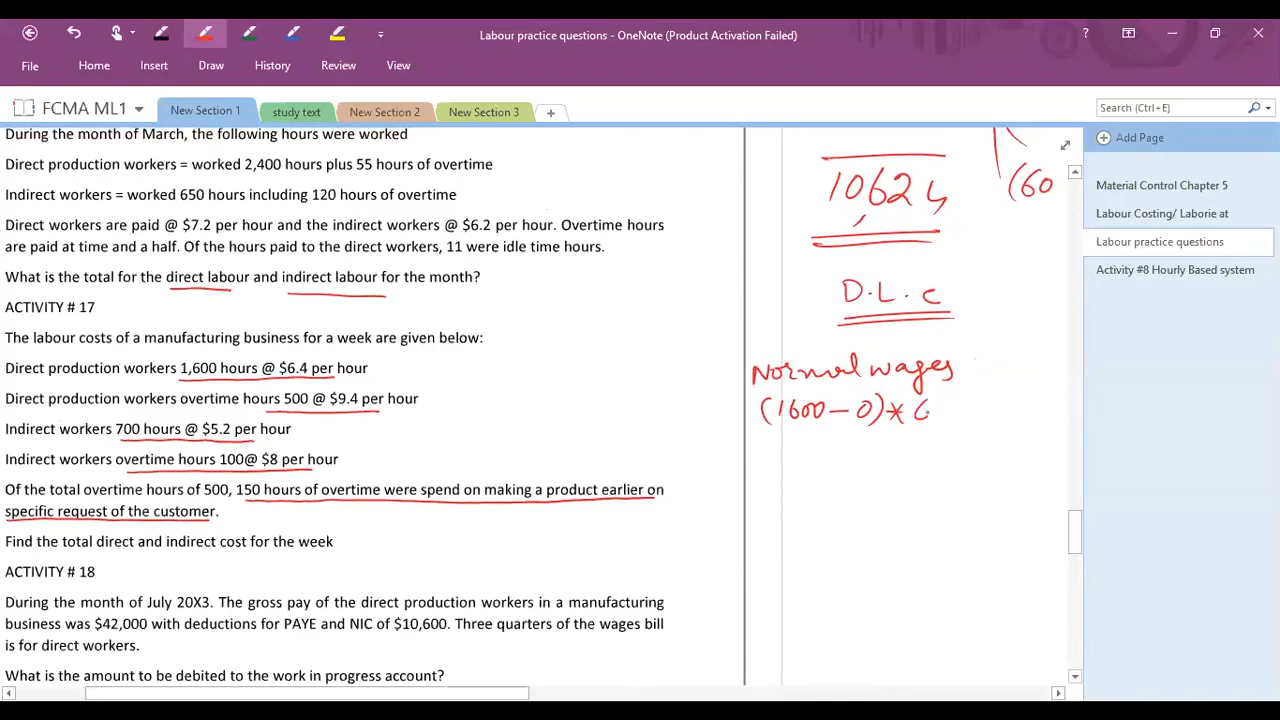 Labour practice questions - OneNote (Product Activation Failed)
?
File
Home
Insert
Draw
History
Review
View
FCMA ML1
New Section 1
study text
New Section 2
New Section 3
Search (Ctrl+E)
During the month of March, the following hours were worked
Direct production workers = worked 2,400 hours plus 55 hours of overtime
Indirect workers = worked 650 hours including 120 hours of overtime
Direct workers are paid @ $7.2 per hour and the indirect workers @ $6.2 per hour. Overtime hours
are paid at time and a half. Of the hours paid to the direct workers, 11 were idle time hours.
What is the total for the direct labour and indirect labour for the month?
ACTIVITY # 17
The labour costs of a manufacturing business for a week are given below:
Direct production workers 1,600 hours @ $6.4 per hour
Direct production workers overtime hours 500 @ $9.4 per hour
Indirect workers 700 hours @ $5.2 per hour
Indirect workers overtime hours 100@ $8 per hour
Of the total overtime hours of 500, 150 hours of overtime were spend on making a product earlier on
specific request of the customer.
Find the total direct and indirect cost for the week
ACTIVITY # 18
During the month of July 20X3. The gross pay of the direct production workers in a manufacturing
business was $42,000 with deductions for PAYE and NIC of $10,600. Three quarters of the wages bill
is for direct workers.
What is the amount to be debited to the work in progress account?
(60
D.L.C
Normal wages
(1600-0)*
Add Page
Material Control Chapter 5
Labour Costing/ Laborie at
Labour practice questions
Activity #8 Hourly Based system